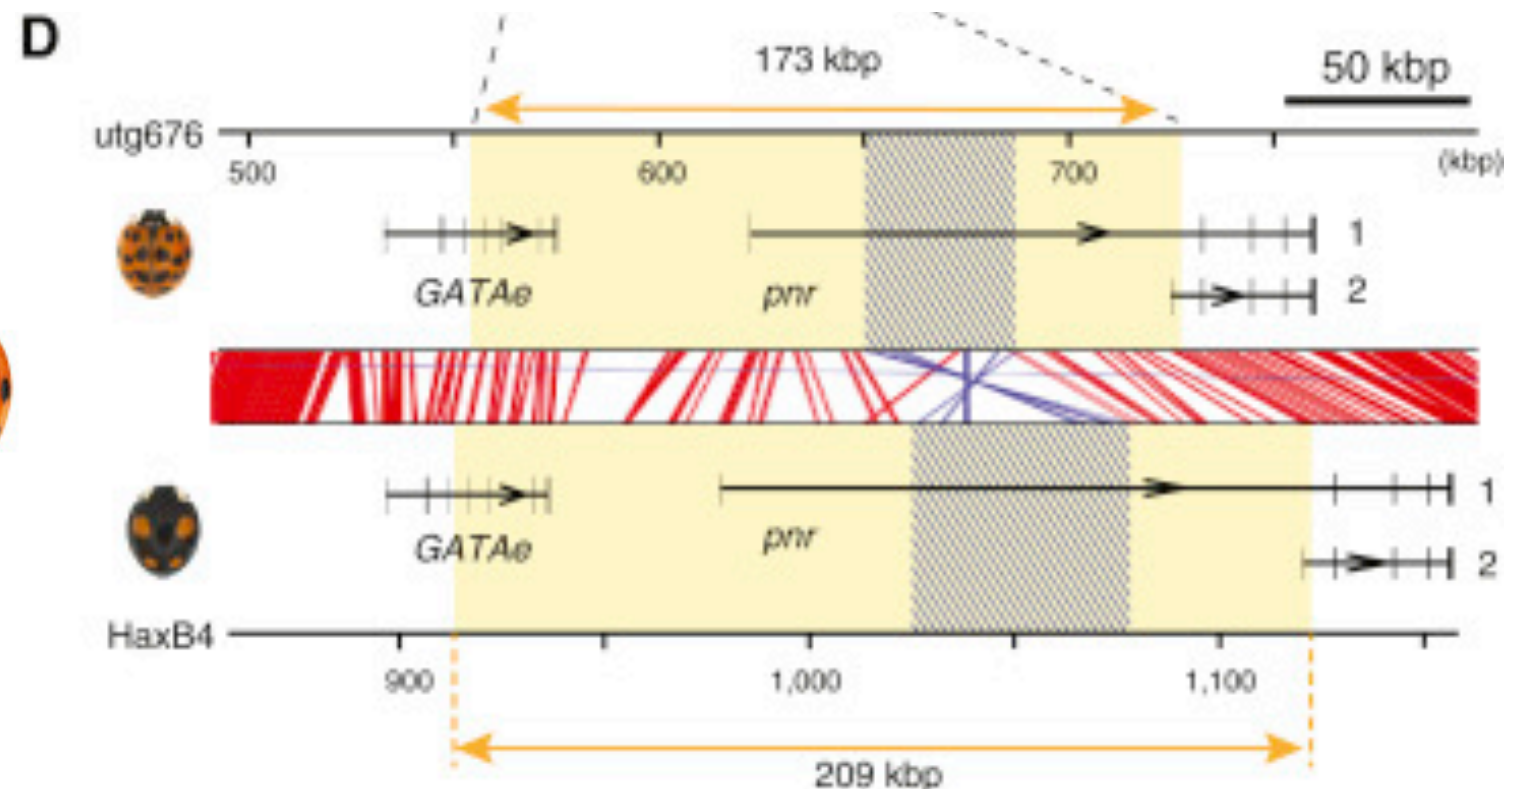 D
173 kbp
50 kbp
utg676
500 600 700 (kbp)
1
GATAe pnr 2
GATAe pnr 1
2
HaxB4
900 1,000 1,100
209 kbp